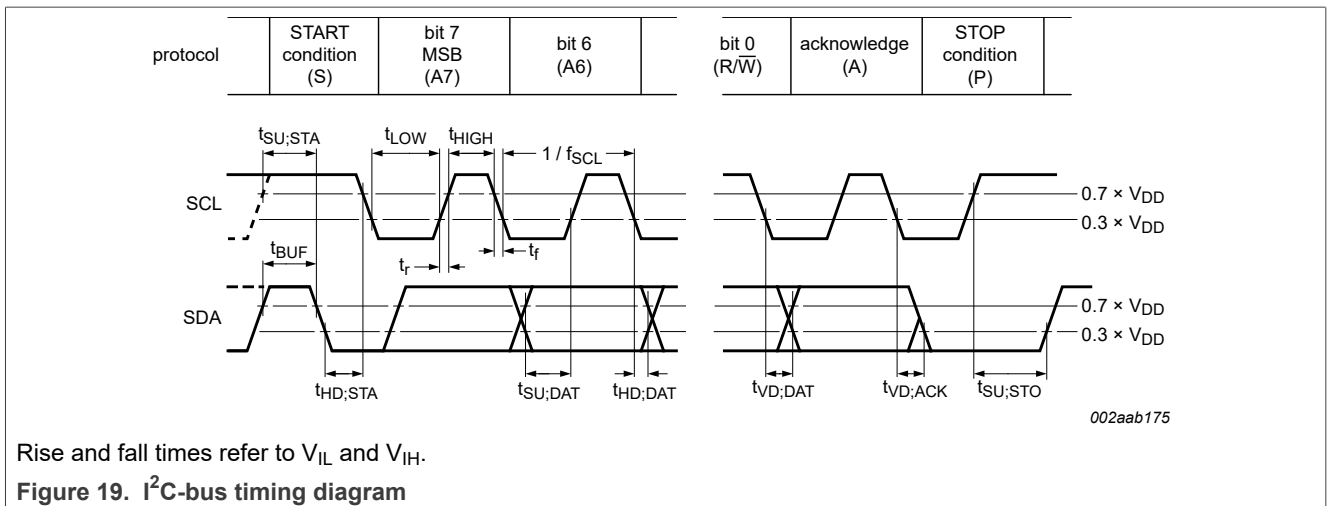 protocol
START
condition
(S)
bit 7
MSB
(A7)
bit 6
(A6)
bit 0
(R/W̅)
acknowledge
(A)
STOP
condition
(P)
tSU;STA
tLOW
tHIGH
1 / fSCL
SCL
0.7 × VDD
0.3 × VDD
tBUF
tr
tf
SDA
0.7 × VDD
0.3 × VDD
tHD;STA
tSU;DAT
tHD;DAT
tVD;DAT
tVD;ACK
tSU;STO
002aab175
Rise and fall times refer to VIL and VIH.
Figure 19. I²C-bus timing diagram